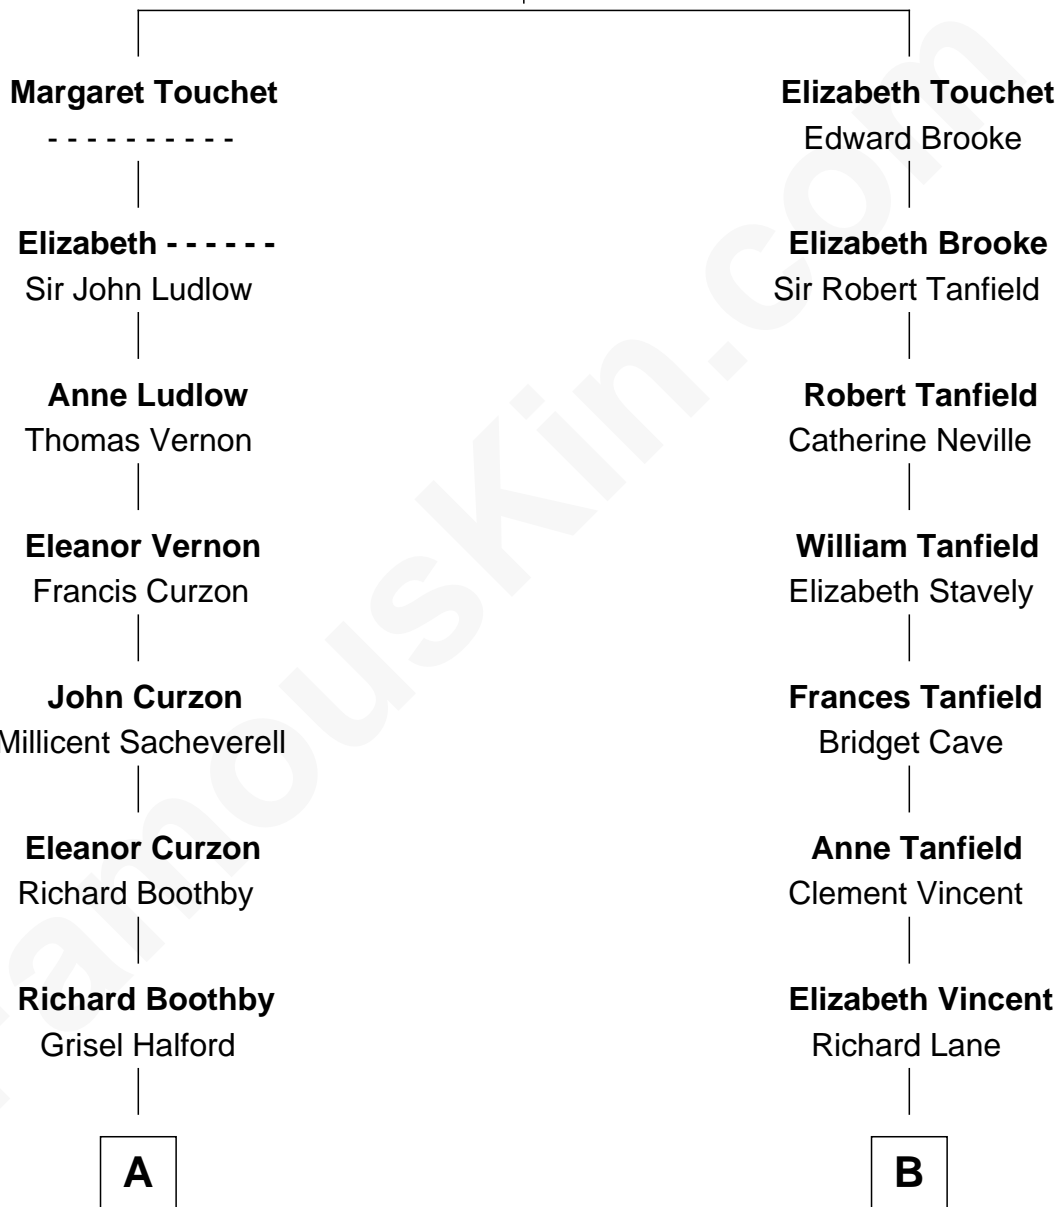 Margaret Touchet
- - - - - - - - - -
Elizabeth - - - - - -
Sir John Ludlow
Anne Ludlow
Thomas Vernon
Eleanor Vernon
Francis Curzon
John Curzon
Millicent Sacheverell
Eleanor Curzon
Richard Boothby
Richard Boothby
Grisel Halford
A
Elizabeth Touchet
Edward Brooke
Elizabeth Brooke
Sir Robert Tanfield
Robert Tanfield
Catherine Neville
William Tanfield
Elizabeth Stavely
Frances Tanfield
Bridget Cave
Anne Tanfield
Clement Vincent
Elizabeth Vincent
Richard Lane
B
FamousKin.com